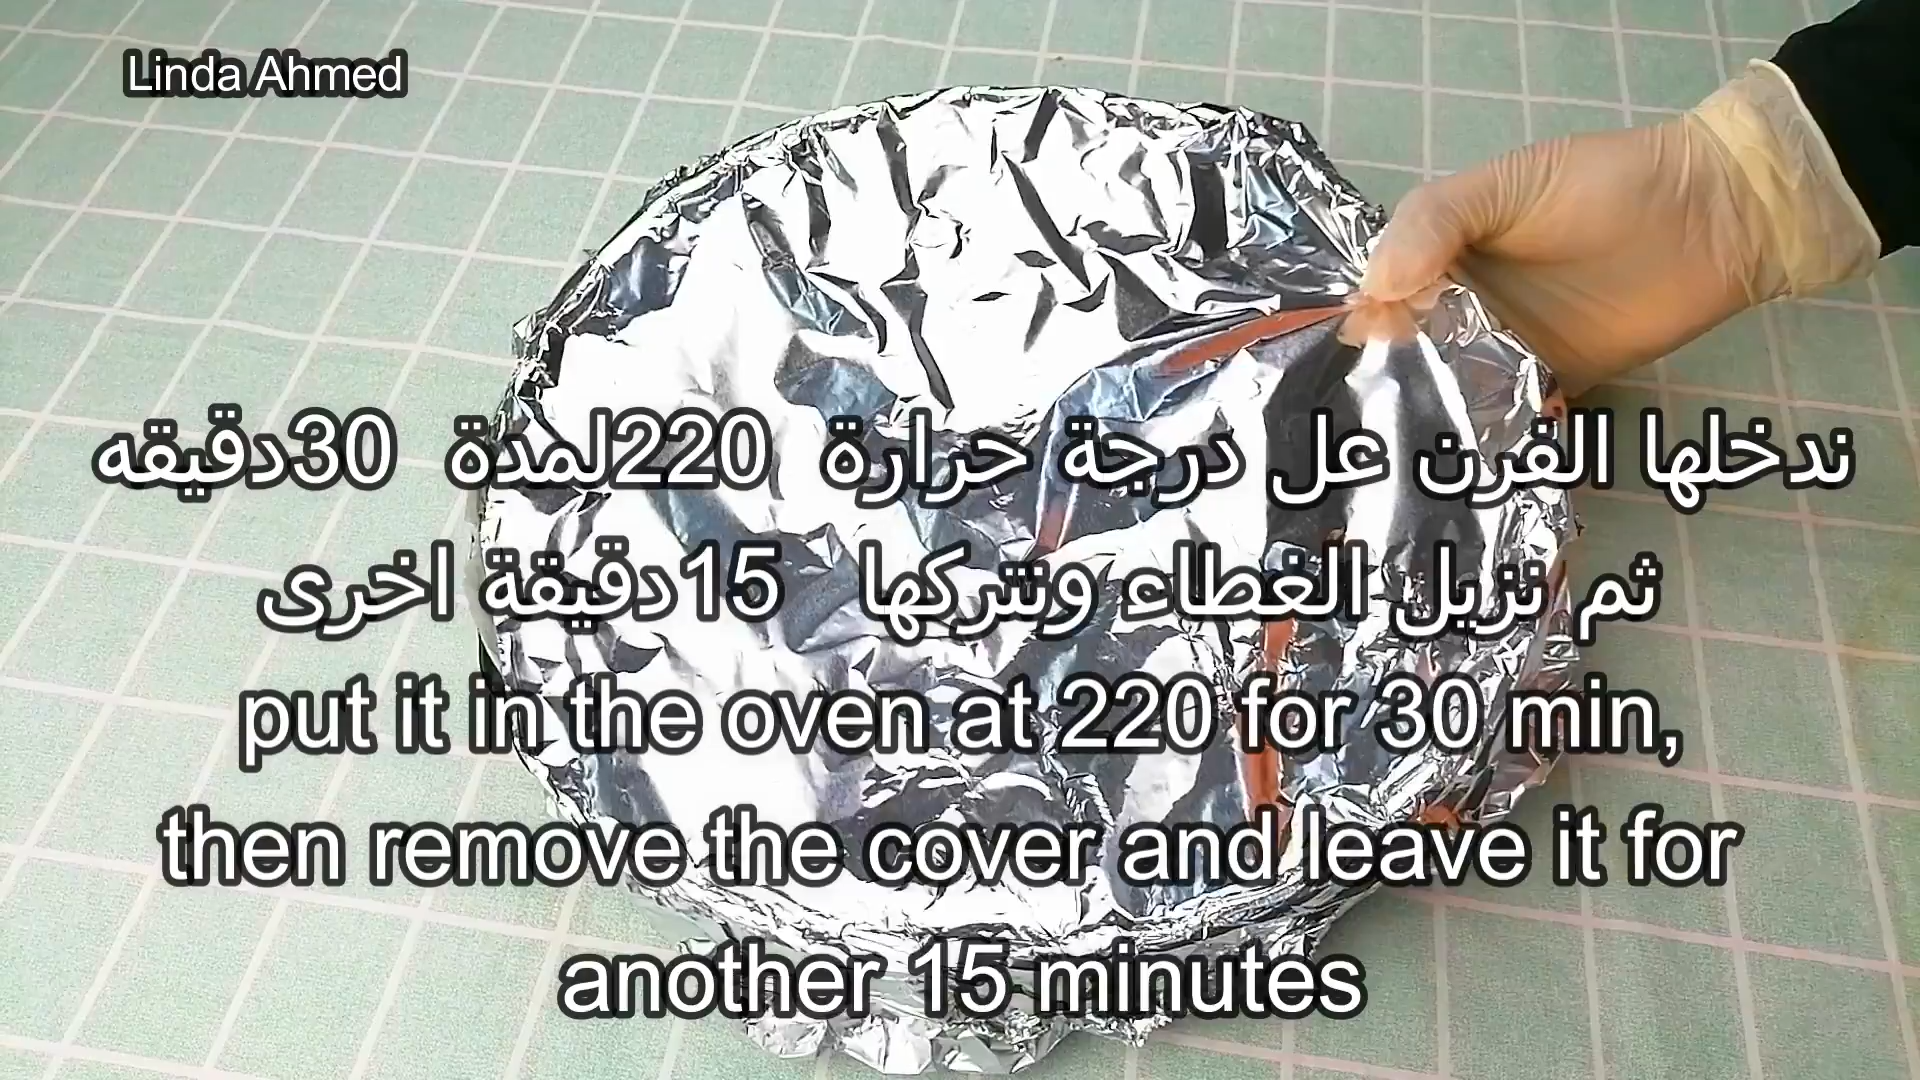 Linda Ahmed
ندخلها الفرن عل درجة حرارة 220لمدة 30دقيقه
ثم نزيل الغطاء ونتركها 15دقيقة اخرى
put it in the oven at 220 for 30 min,
then remove the cover and leave it for
another 15 minutes